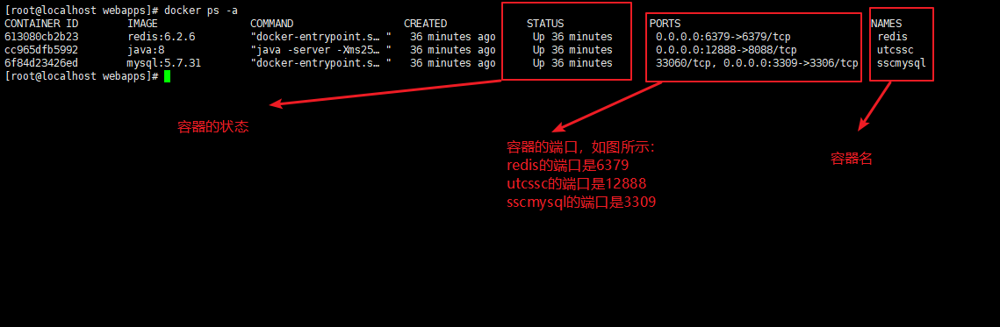 [root@localhost webapps]# docker ps -a
CONTAINER ID IMAGE COMMAND CREATED STATUS PORTS NAMES
613080cb2b23 redis:6.2.6 "docker-entrypoint.s… " 36 minutes ago Up 36 minutes 0.0.0.0:6379->6379/tcp redis
cc965dfb5992 java:8 "java -server -Xms25… " 36 minutes ago Up 36 minutes 0.0.0.0:12888->8088/tcp utcssc
6f84d23426ed mysql:5.7.31 "docker-entrypoint.s… " 36 minutes ago Up 36 minutes 33060/tcp, 0.0.0.0:3309->3306/tcp sscmysql
[root@localhost webapps]#
容器的状态
容器的端口，如图所示：
redis的端口是6379
utcssc的端口是12888
sscmysql的端口是3309
容器名